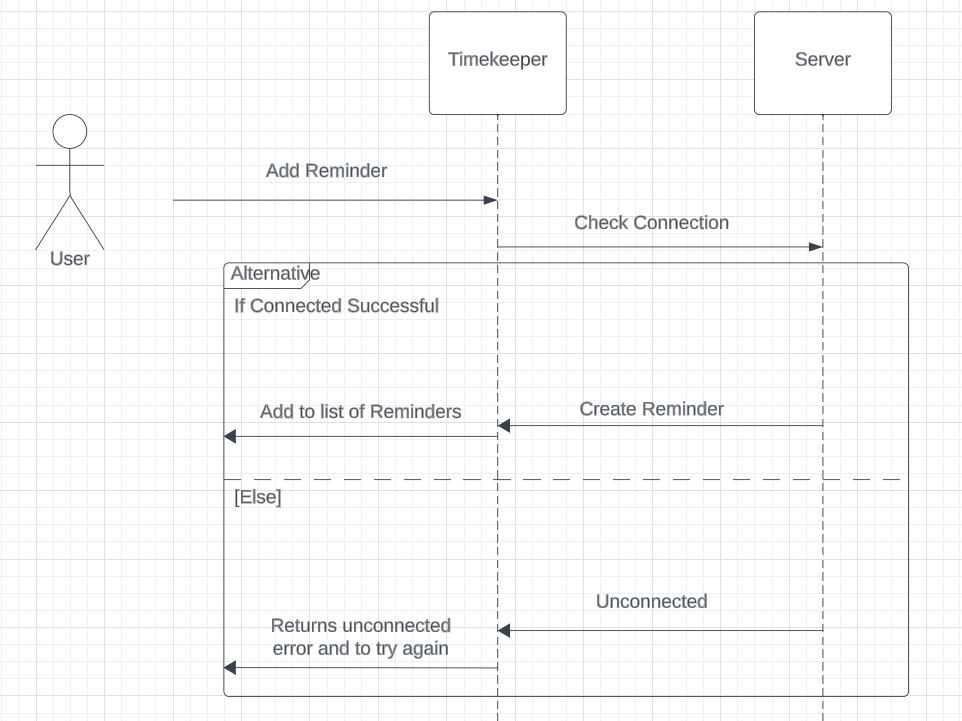 Timekeeper
Server
Add Reminder
Check Connection
User
Alternative
If Connected Successful
Add to list of Reminders
Create Reminder
[Else]
Unconnected
Returns unconnected
error and to try again